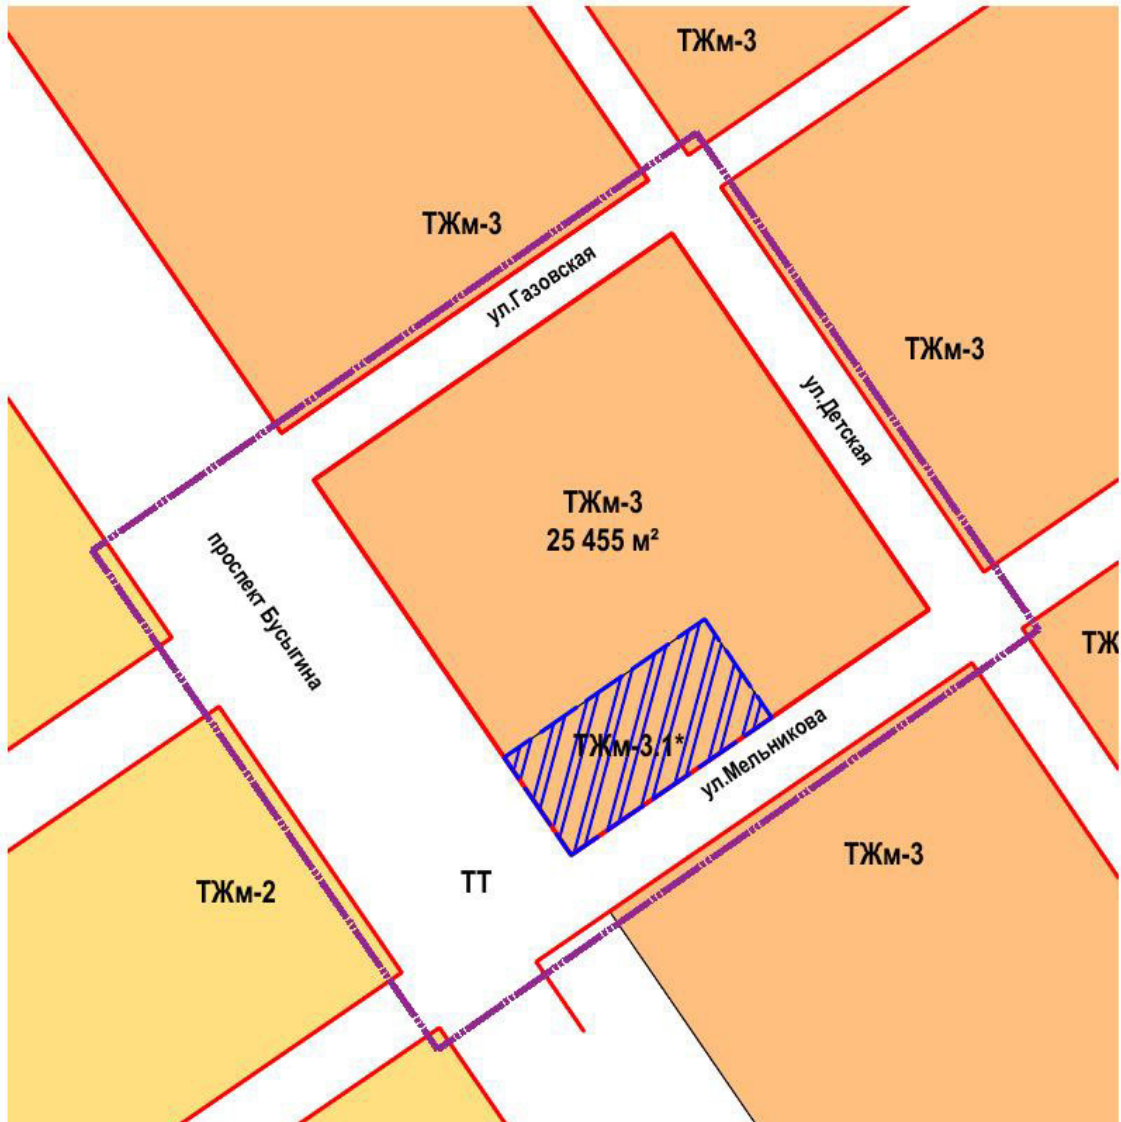 ТЖм-3
ТЖм-3
ул.Газовская
ТЖм-3
ул.Детская
ТЖм-3
25 455 м²
проспект Бусыгина
ТЖ
ТЖм-3.1*
ул.Мельникова
ТЖм-3
ТТ
ТЖм-2